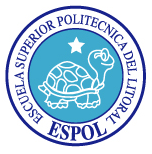 ESCUELA SUPERIOR POLITECNICA DEL LITORAL
ESPOL